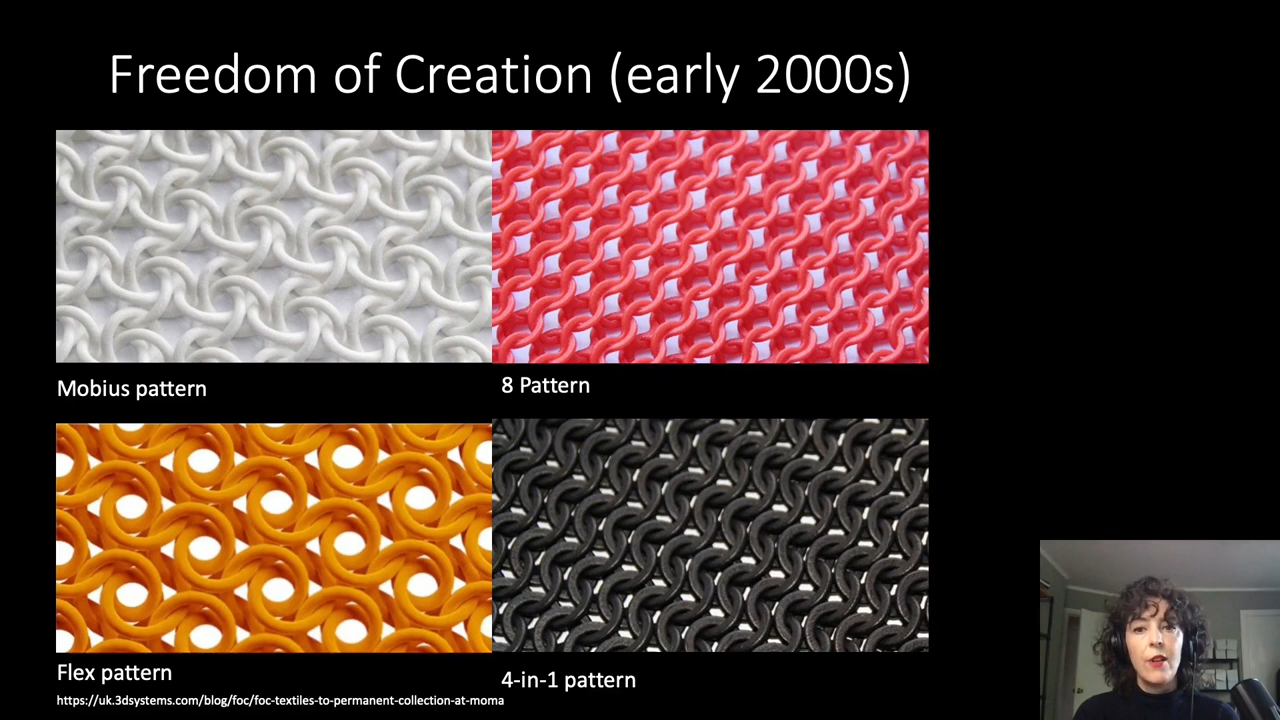 Freedom of Creation (early 2000s)
Mobius pattern
8 Pattern
Flex pattern
4-in-1 pattern
https://uk.3dsystems.com/blog/foc/foc-textiles-to-permanent-collection-at-moma